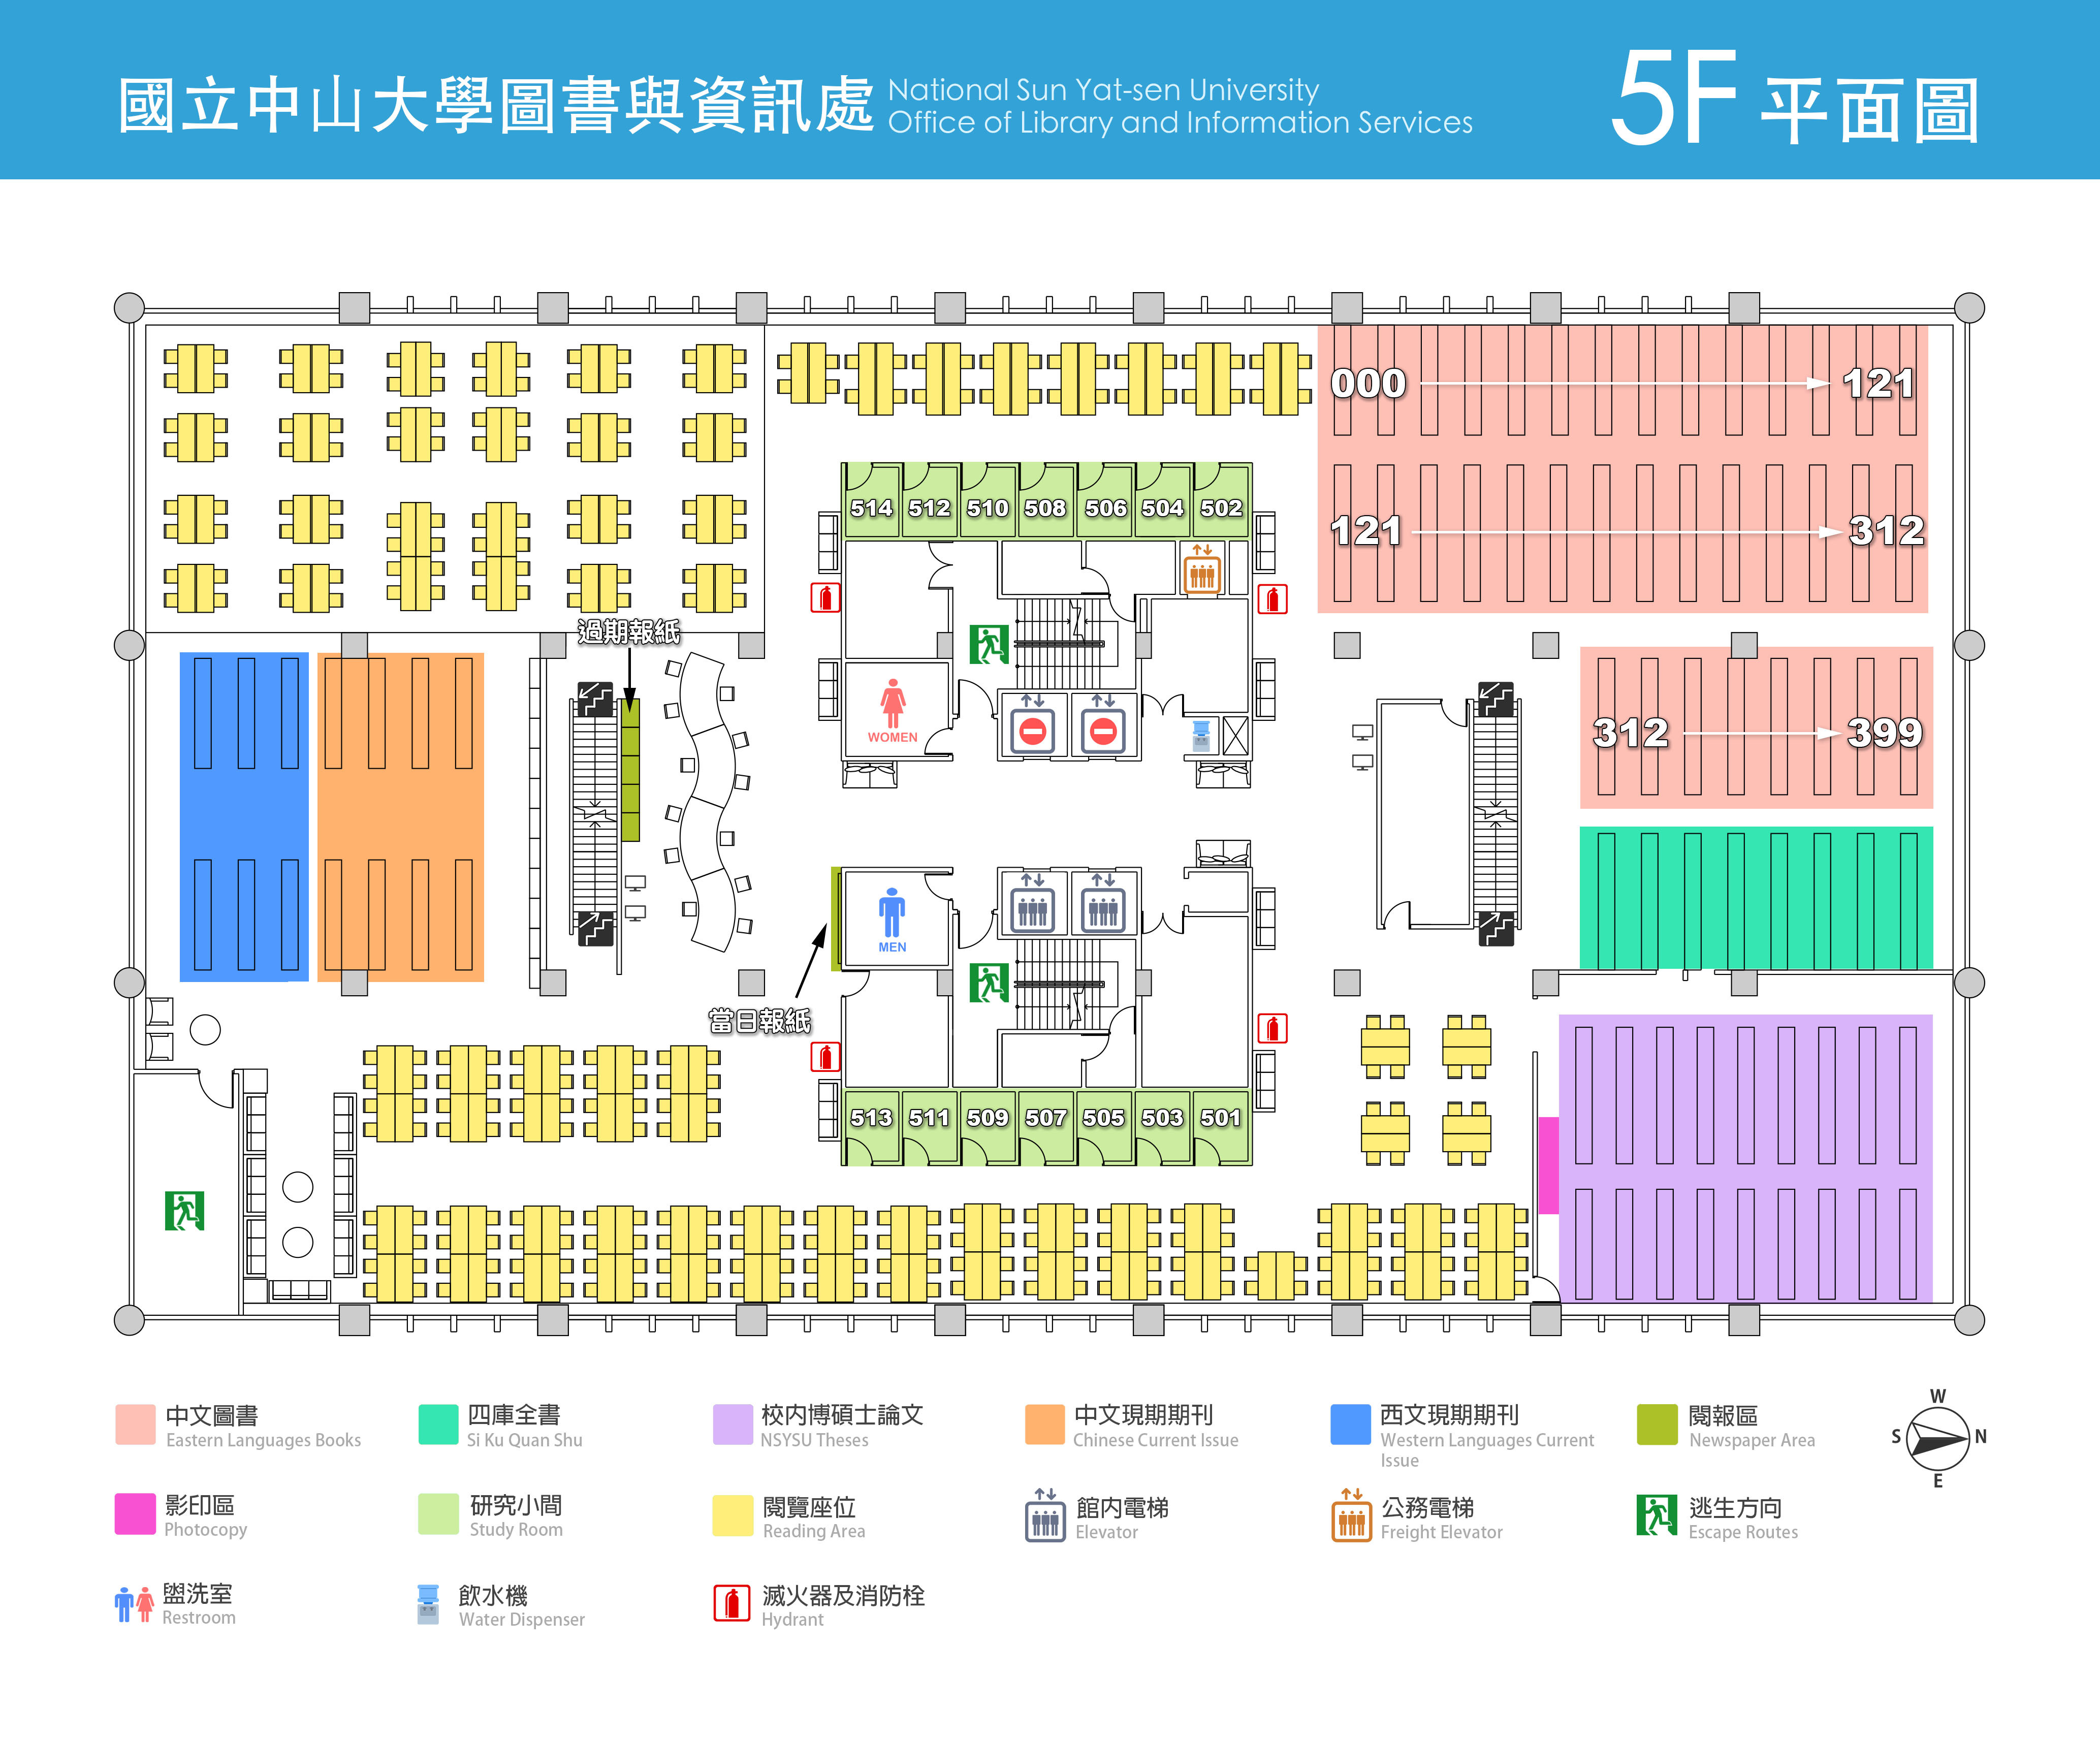 國立中山大學圖書與資訊處
National Sun Yat-sen University
Office of Library and Information Services
5F 平面圖
000
121
121
312
514
512
510
508
506
504
502
過期報紙
WOMEN
312
399
MEN
當日報紙
513
511
509
507
505
503
501
中文圖書
Eastern Languages Books
四庫全書
Si Ku Quan Shu
校內博碩士論文
NSYSU Theses
中文現期期刊
Chinese Current Issue
西文現期期刊
Western Languages Current
Issue
閱報區
Newspaper Area
W
S
N
E
影印區
Photocopy
研究小間
Study Room
閱覽座位
Reading Area
館內電梯
Elevator
公務電梯
Freight Elevator
逃生方向
Escape Routes
盥洗室
Restroom
飲水機
Water Dispenser
滅火器及消防栓
Hydrant